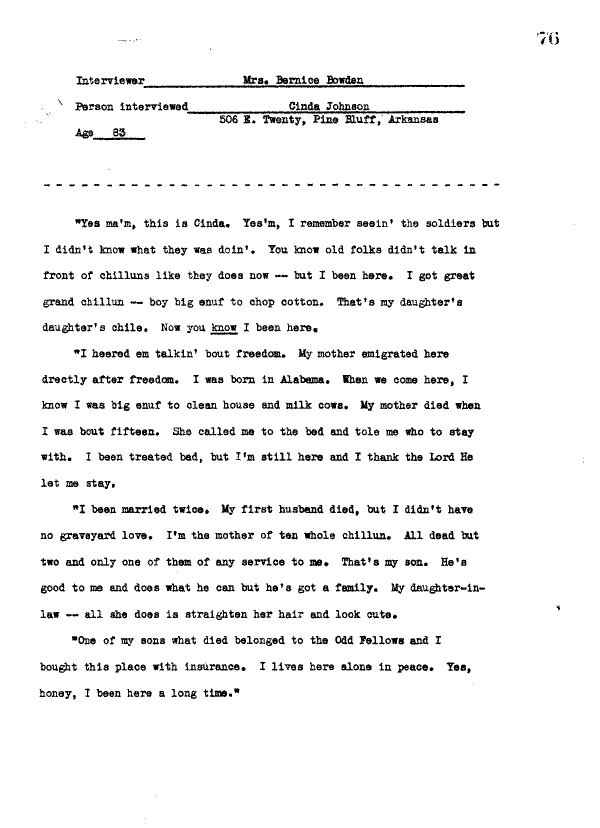 76
Interviewer Mrs. Bernice Bowden
Person interviewed Cinda Johnson
506 E. Twenty, Pine Bluff, Arkansas
Age 83
"Yes ma'm, this is Cinda. Yes'm, I remember seein' the soldiers but
I didn't know what they was doin'. You know old folks didn't talk in
front of chilluns like they does now -- but I been here. I got great
grand chillun -- boy big enuf to chop cotton. That's my daughter's
daughter's chile. Now you know I been here.
"I heered em talkin' bout freedom. My mother emigrated here
drectly after freedom. I was born in Alabama. When we come here, I
know I was big enuf to clean house and milk cows. My mother died when
I was bout fifteen. She called me to the bed and tole me who to stay
with. I been treated bad, but I'm still here and I thank the Lord He
let me stay.
"I been married twice. My first husband died, but I didn't have
no graveyard love. I'm the mother of ten whole chillun. All dead but
two and only one of them of any service to me. That's my son. He's
good to me and does what he can but he's got a family. My daughter-in-
law -- all she does is straighten her hair and look cute.
"One of my sons what died belonged to the Odd Fellows and I
bought this place with insurance. I lives here alone in peace. Yes,
honey, I been here a long time."